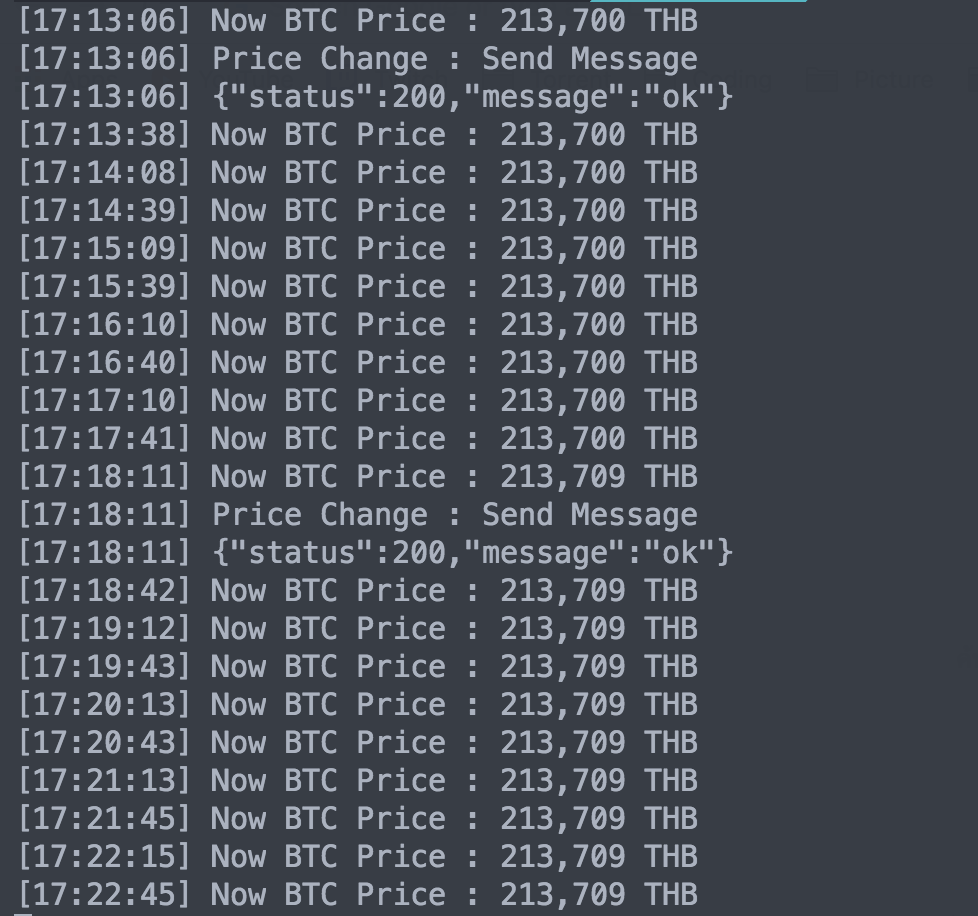 [17:13:06] Now BTC Price : 213,700 THB
[17:13:06] Price Change : Send Message
[17:13:06] {"status":200,"message":"ok"}
[17:13:38] Now BTC Price : 213,700 THB
[17:14:08] Now BTC Price : 213,700 THB
[17:14:39] Now BTC Price : 213,700 THB
[17:15:09] Now BTC Price : 213,700 THB
[17:15:39] Now BTC Price : 213,700 THB
[17:16:10] Now BTC Price : 213,700 THB
[17:16:40] Now BTC Price : 213,700 THB
[17:17:10] Now BTC Price : 213,700 THB
[17:17:41] Now BTC Price : 213,700 THB
[17:18:11] Now BTC Price : 213,709 THB
[17:18:11] Price Change : Send Message
[17:18:11] {"status":200,"message":"ok"}
[17:18:42] Now BTC Price : 213,709 THB
[17:19:12] Now BTC Price : 213,709 THB
[17:19:43] Now BTC Price : 213,709 THB
[17:20:13] Now BTC Price : 213,709 THB
[17:20:43] Now BTC Price : 213,709 THB
[17:21:13] Now BTC Price : 213,709 THB
[17:21:45] Now BTC Price : 213,709 THB
[17:22:15] Now BTC Price : 213,709 THB
[17:22:45] Now BTC Price : 213,709 THB